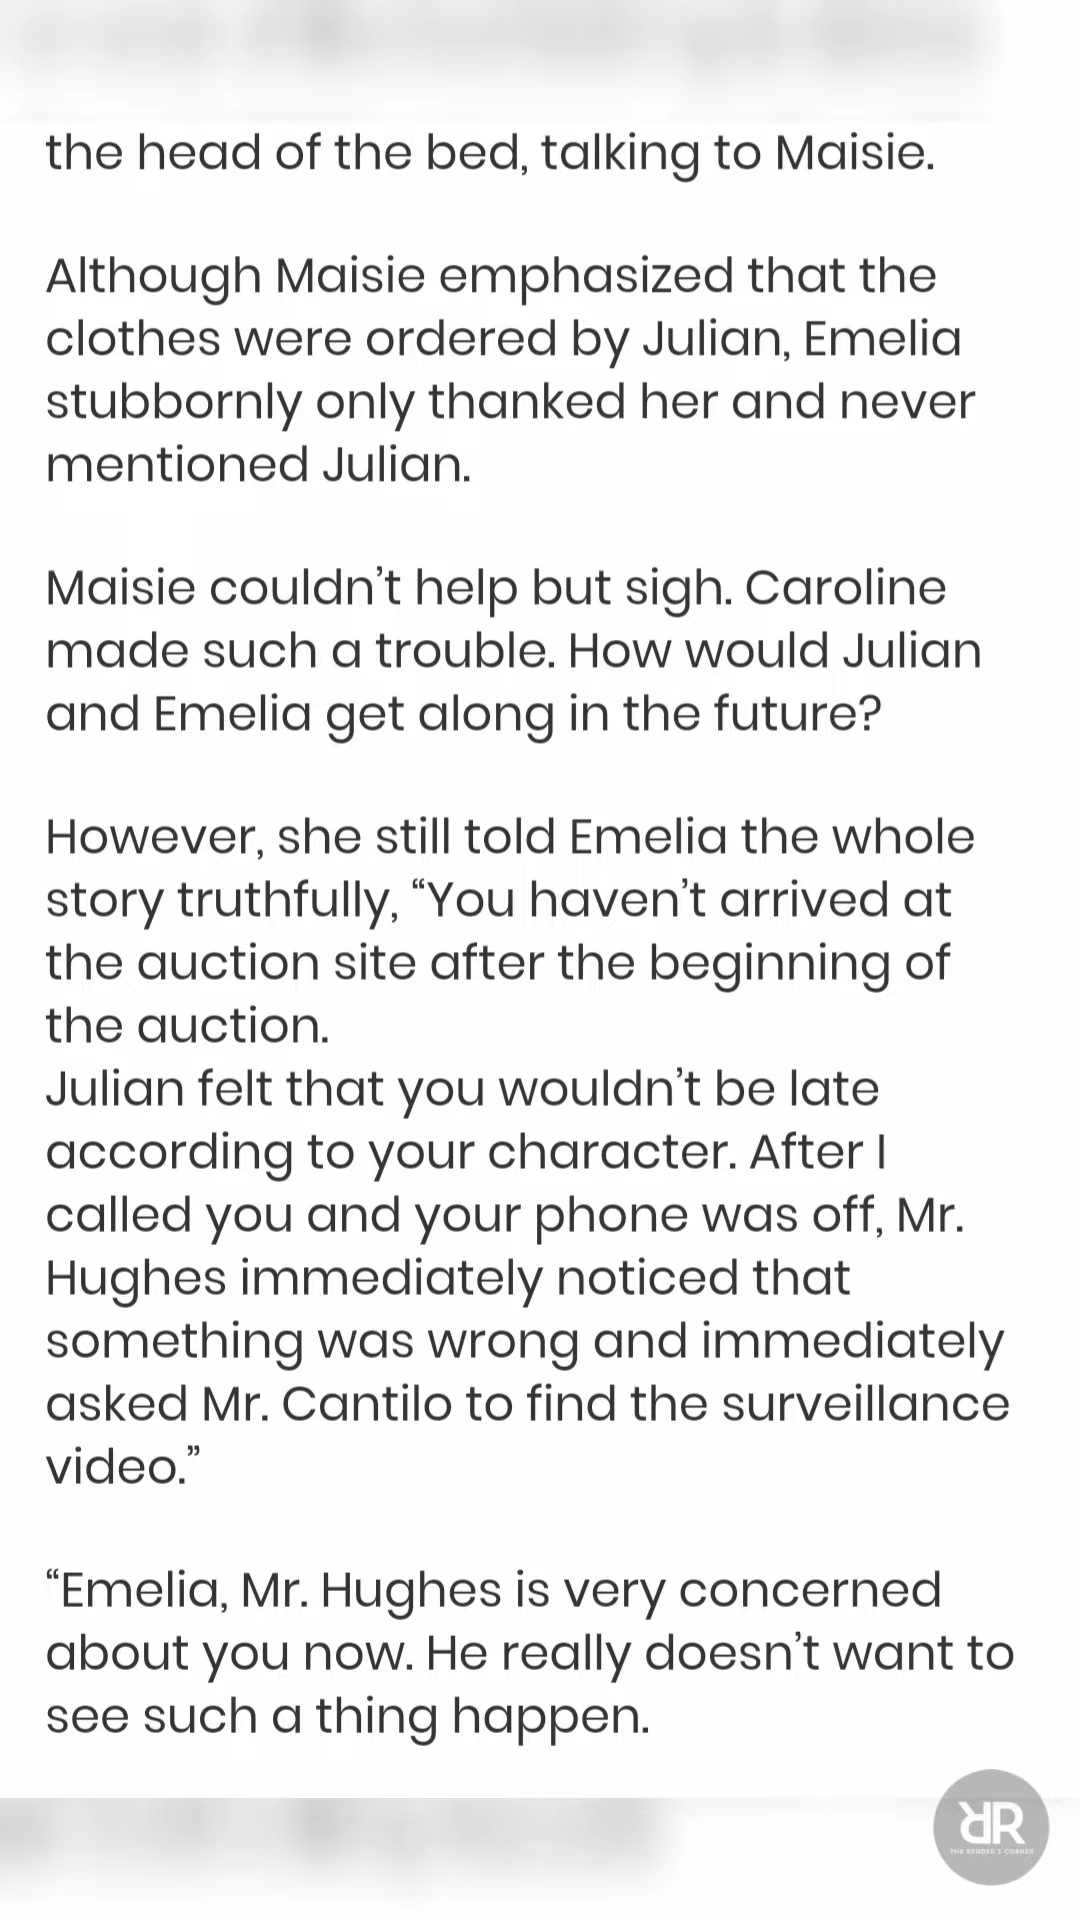 the head of the bed, talking to Maisie.
Although Maisie emphasized that the
clothes were ordered by Julian, Emelia
stubbornly only thanked her and never
mentioned Julian.
Maisie couldn’t help but sigh. Caroline
made such a trouble. How would Julian
and Emelia get along in the future?
However, she still told Emelia the whole
story truthfully, “You haven’t arrived at
the auction site after the beginning of
the auction.
Julian felt that you wouldn’t be late
according to your character. After I
called you and your phone was off, Mr.
Hughes immediately noticed that
something was wrong and immediately
asked Mr. Cantilo to find the surveillance
video.”
“Emelia, Mr. Hughes is very concerned
about you now. He really doesn’t want to
see such a thing happen.
RR
THE READER'S CORNER